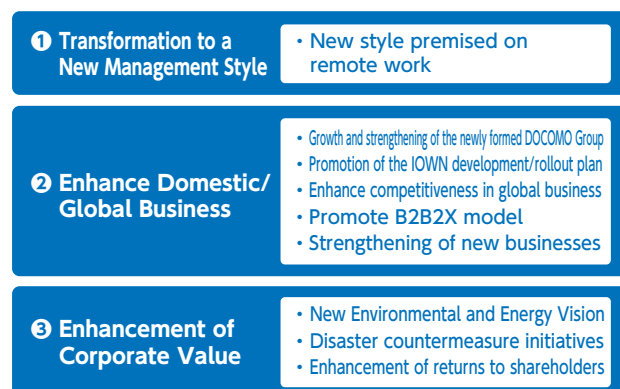 ❶ Transformation to a
New Management Style
・New style premised on
remote work
❷ Enhance Domestic/
Global Business
・Growth and strengthening of the newly formed DOCOMO Group
・Promotion of the IOWN development/rollout plan
・Enhance competitiveness in global business
・Promote B2B2X model
・Strengthening of new businesses
❸ Enhancement of
Corporate Value
・New Environmental and Energy Vision
・Disaster countermeasure initiatives
・Enhancement of returns to shareholders